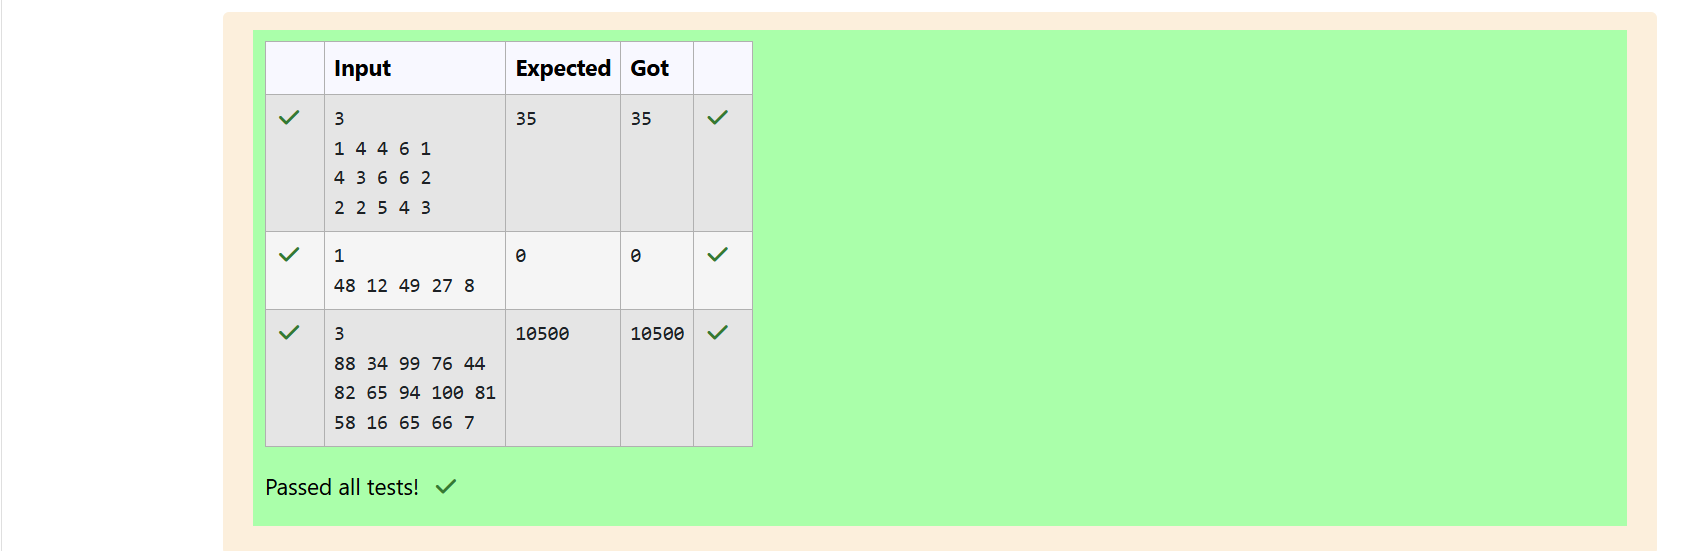 Input Expected Got
3 35 35
1 4 4 6 1
4 3 6 6 2
2 2 5 4 3
1 0 0
48 12 49 27 8
3 10500 10500
88 34 99 76 44
82 65 94 100 81
58 16 65 66 7
Passed all tests!